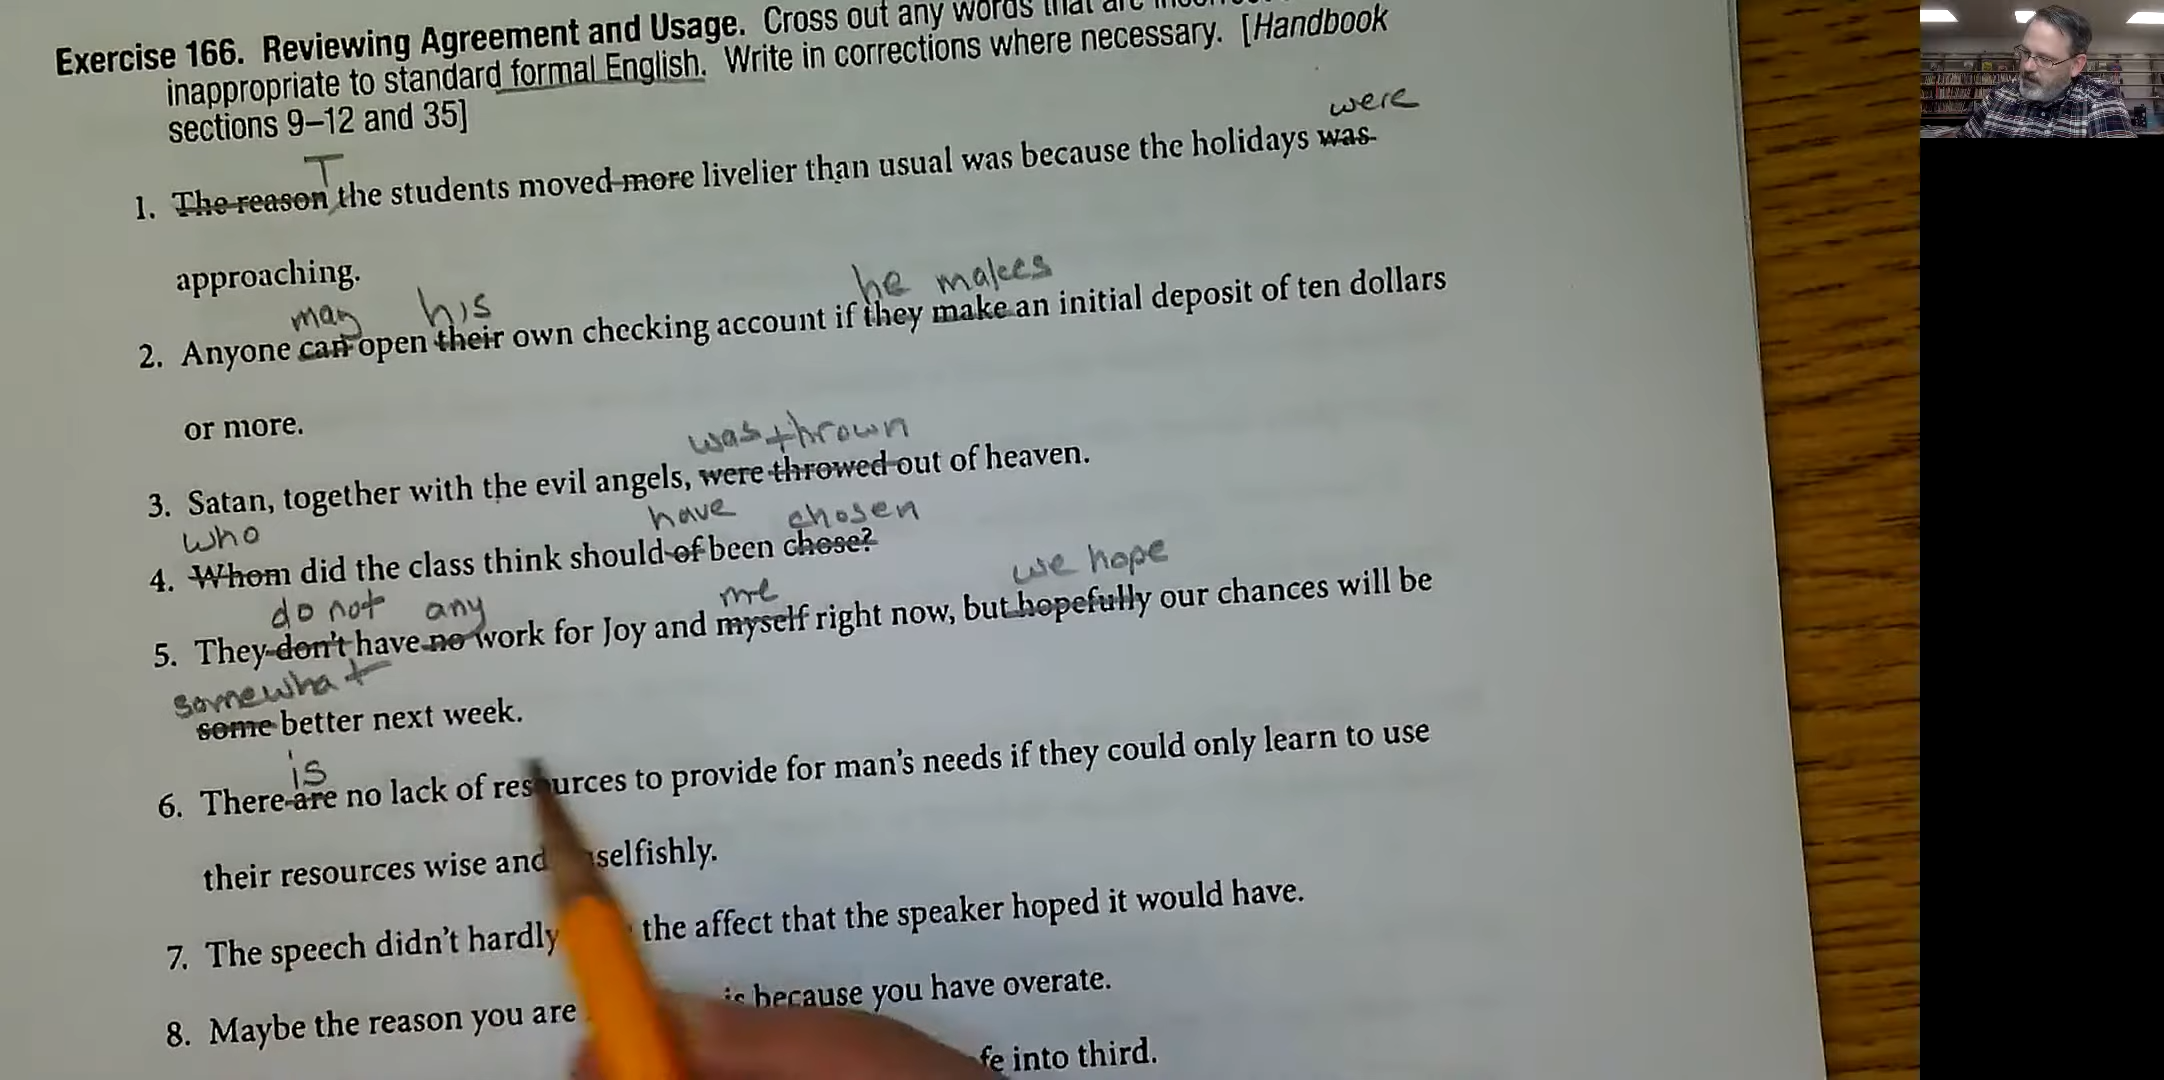 Exercise 166. Reviewing Agreement and Usage. Cross out any words that are
inappropriate to standard formal English. Write in corrections where necessary. [Handbook
sections 9–12 and 35]
T were
1. The reason the students moved more livelier than usual was because the holidays was
approaching.
may his he makes
2. Anyone can open their own checking account if they make an initial deposit of ten dollars
or more.
was thrown
3. Satan, together with the evil angels, were throwed out of heaven.
who have chosen
4. Whom did the class think should of been chose?
do not any me we hope
5. They don't have no work for Joy and myself right now, but hopefully our chances will be
somewhat
some better next week.
is
6. There are no lack of resources to provide for man's needs if they could only learn to use
their resources wise and selfishly.
7. The speech didn't hardly the affect that the speaker hoped it would have.
8. Maybe the reason you are is because you have overate.
into third.